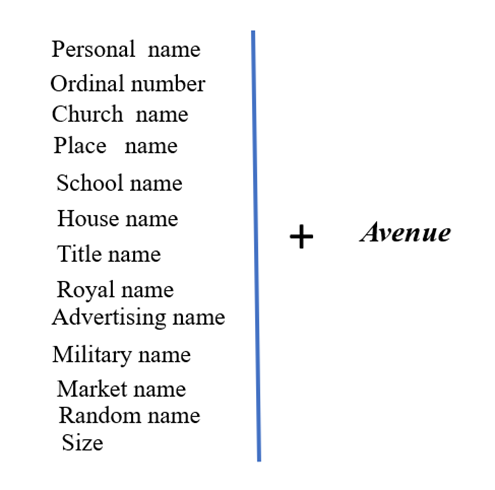 Personal name
Ordinal number
Church name
Place name
School name
House name
+ Avenue
Title name
Royal name
Advertising name
Military name
Market name
Random name
Size